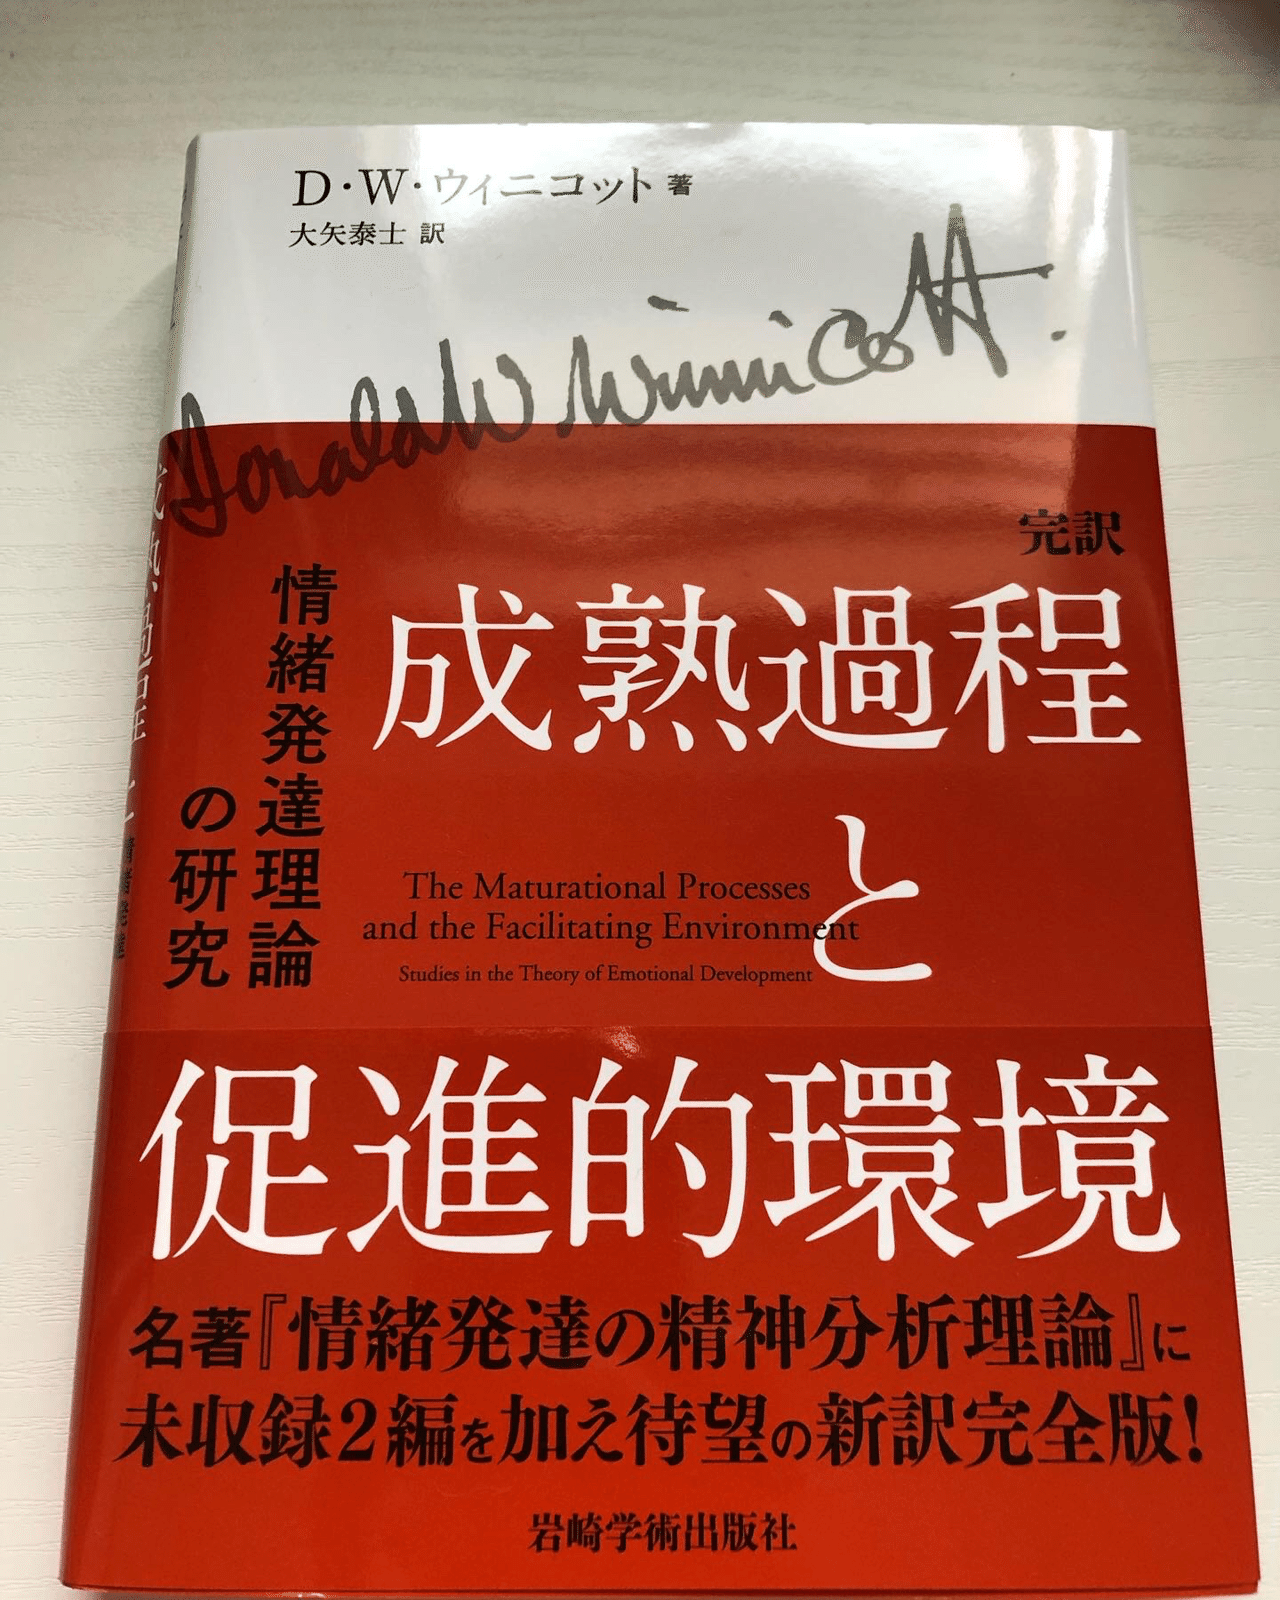 D・W・ウィニコット 著
大矢泰士 訳
Donald W Winnicott.
完訳
成熟過程
と
促進的環境
情緒発達理論
の研究
The Maturational Processes
and the Facilitating Environment
Studies in the Theory of Emotional Development
名著『情緒発達の精神分析理論』に
未収録2編を加え待望の新訳完全版!
岩崎学術出版社